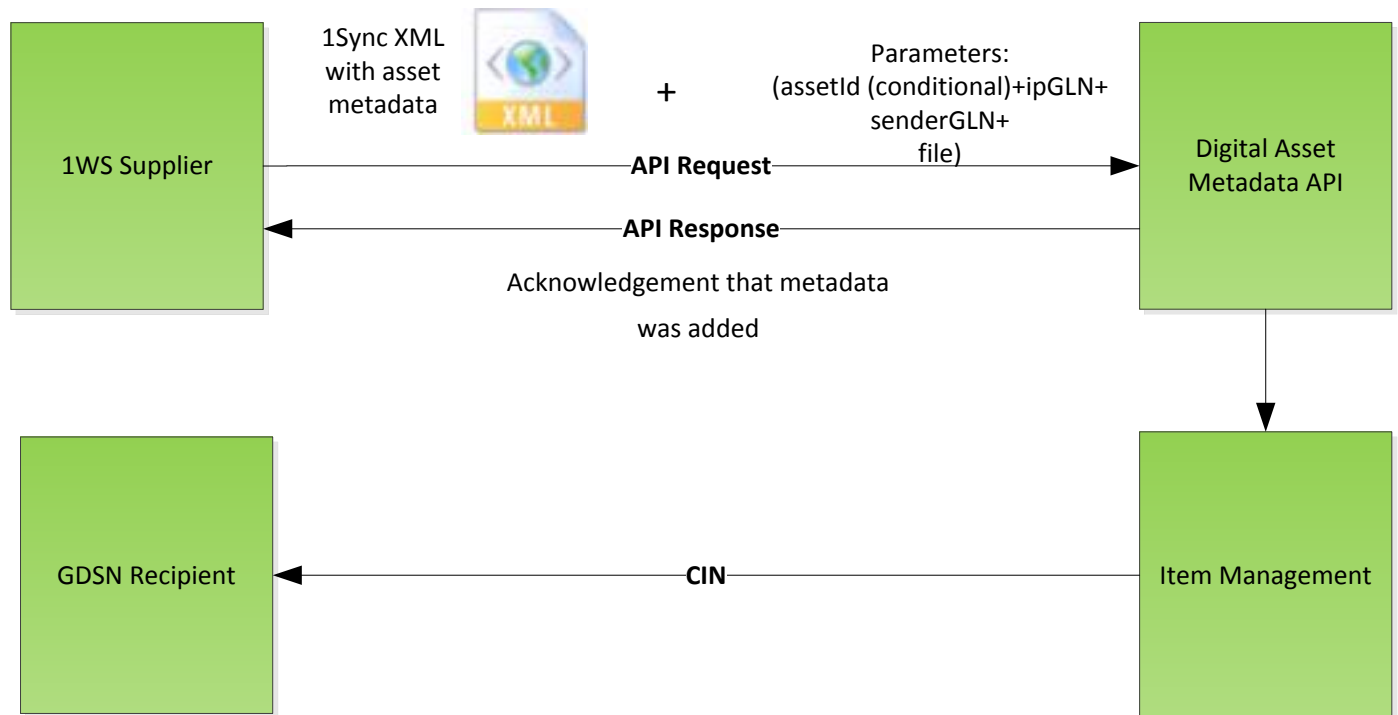 1Sync XML
with asset
metadata
XML
+
Parameters:
(assetId (conditional)+ipGLN+
senderGLN+
file)
1WS Supplier
API Request
Digital Asset
Metadata API
API Response
Acknowledgement that metadata
was added
GDSN Recipient
CIN
Item Management